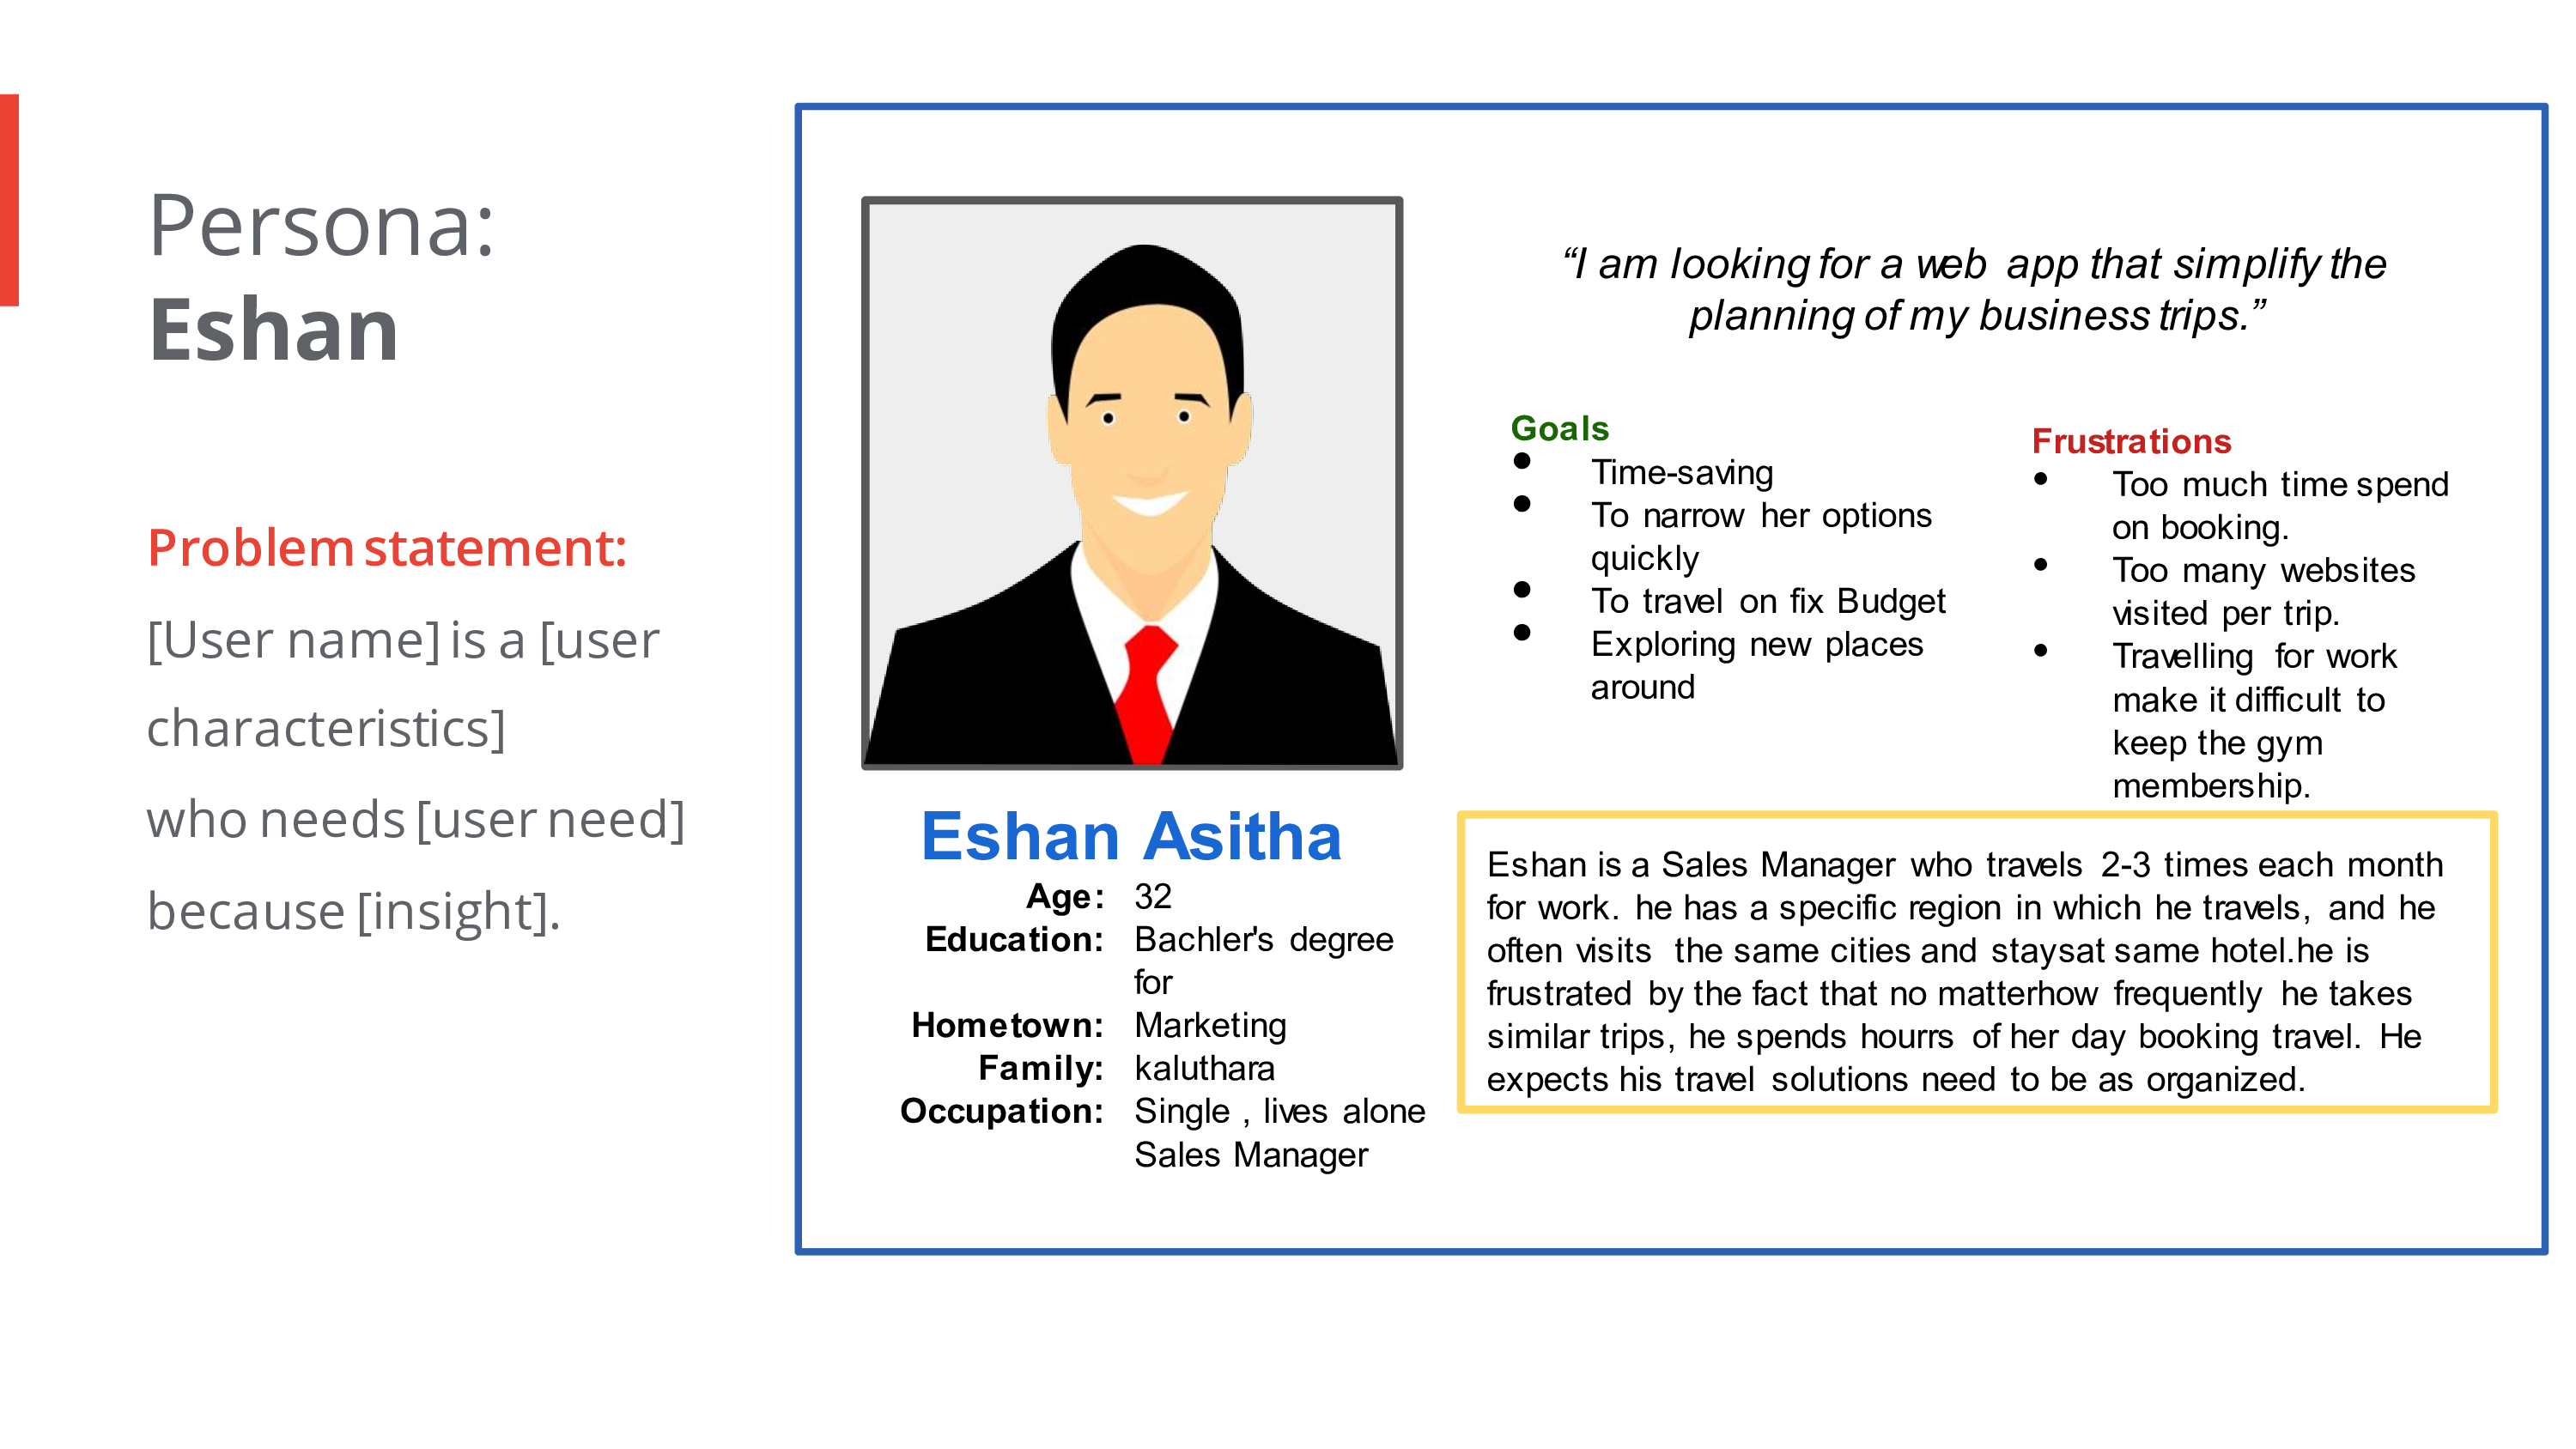 Persona:
Eshan
Problem statement:
[User name] is a [user
characteristics]
who needs [user need]
because [insight].
“I am looking for a web app that simplify the
planning of my business trips.”
Goals
● Time-saving
● To narrow her options
quickly
● To travel on fix Budget
● Exploring new places
around
Frustrations
● Too much time spend
on booking.
● Too many websites
visited per trip.
● Travelling for work
make it difficult to
keep the gym
membership.
Eshan Asitha
Age: 32
Education: Bachler's degree
for
Hometown: Marketing
Family: kaluthara
Occupation: Single , lives alone
Sales Manager
Eshan is a Sales Manager who travels 2-3 times each month
for work. he has a specific region in which he travels, and he
often visits the same cities and staysat same hotel.he is
frustrated by the fact that no matterhow frequently he takes
similar trips, he spends hourrs of her day booking travel. He
expects his travel solutions need to be as organized.